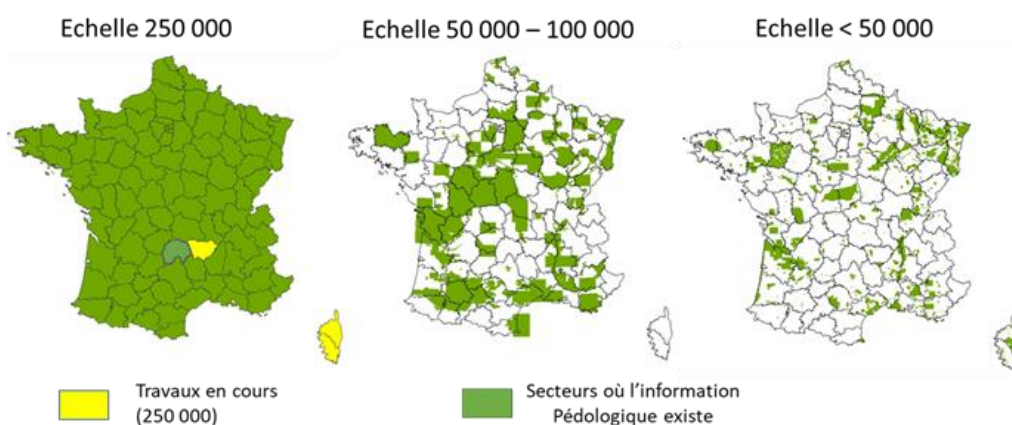 Echelle 250 000
Echelle 50 000 – 100 000
Echelle < 50 000
Travaux en cours
(250 000)
Secteurs où l’information
Pédologique existe